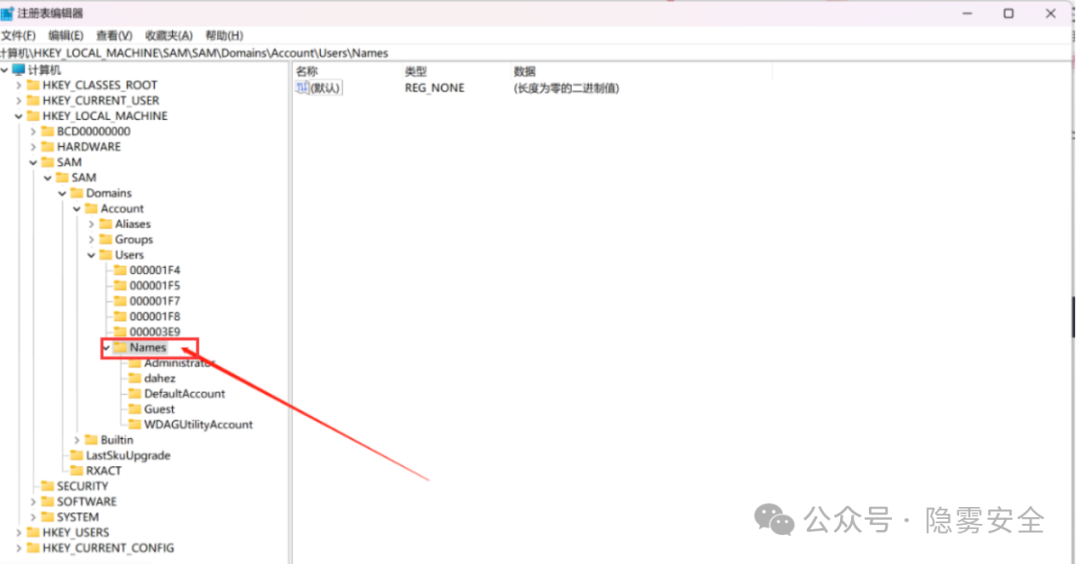 注册表编辑器
文件(F) 编辑(E) 查看(V) 收藏夹(A) 帮助(H)
计算机\HKEY_LOCAL_MACHINE\SAM\SAM\Domains\Account\Users\Names
名称 类型 数据
(默认) REG_NONE (长度为零的二进制值)
计算机
HKEY_CLASSES_ROOT
HKEY_CURRENT_USER
HKEY_LOCAL_MACHINE
BCD00000000
HARDWARE
SAM
SAM
Domains
Account
Aliases
Groups
Users
000001F4
000001F5
000001F7
000001F8
000003E9
Names
Administrator
dahez
DefaultAccount
Guest
WDAGUtilityAccount
Builtin
LastSkuUpgrade
RXACT
SECURITY
SOFTWARE
SYSTEM
HKEY_USERS
HKEY_CURRENT_CONFIG
公众号 · 隐雾安全